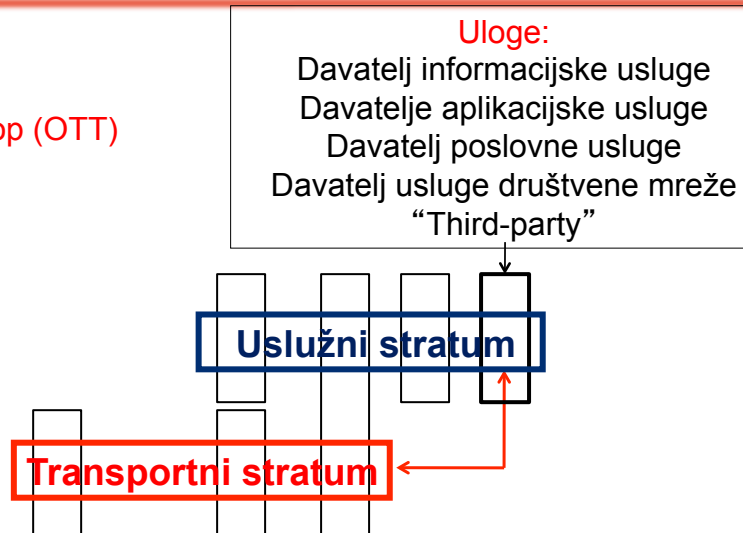 Uloge:
Davatelj informacijske usluge
Davatelje aplikacijske usluge
Davatelj poslovne usluge
Davatelj usluge društvene mreže
“Third-party”
(OTT)
Uslužni stratum
Transportni stratum